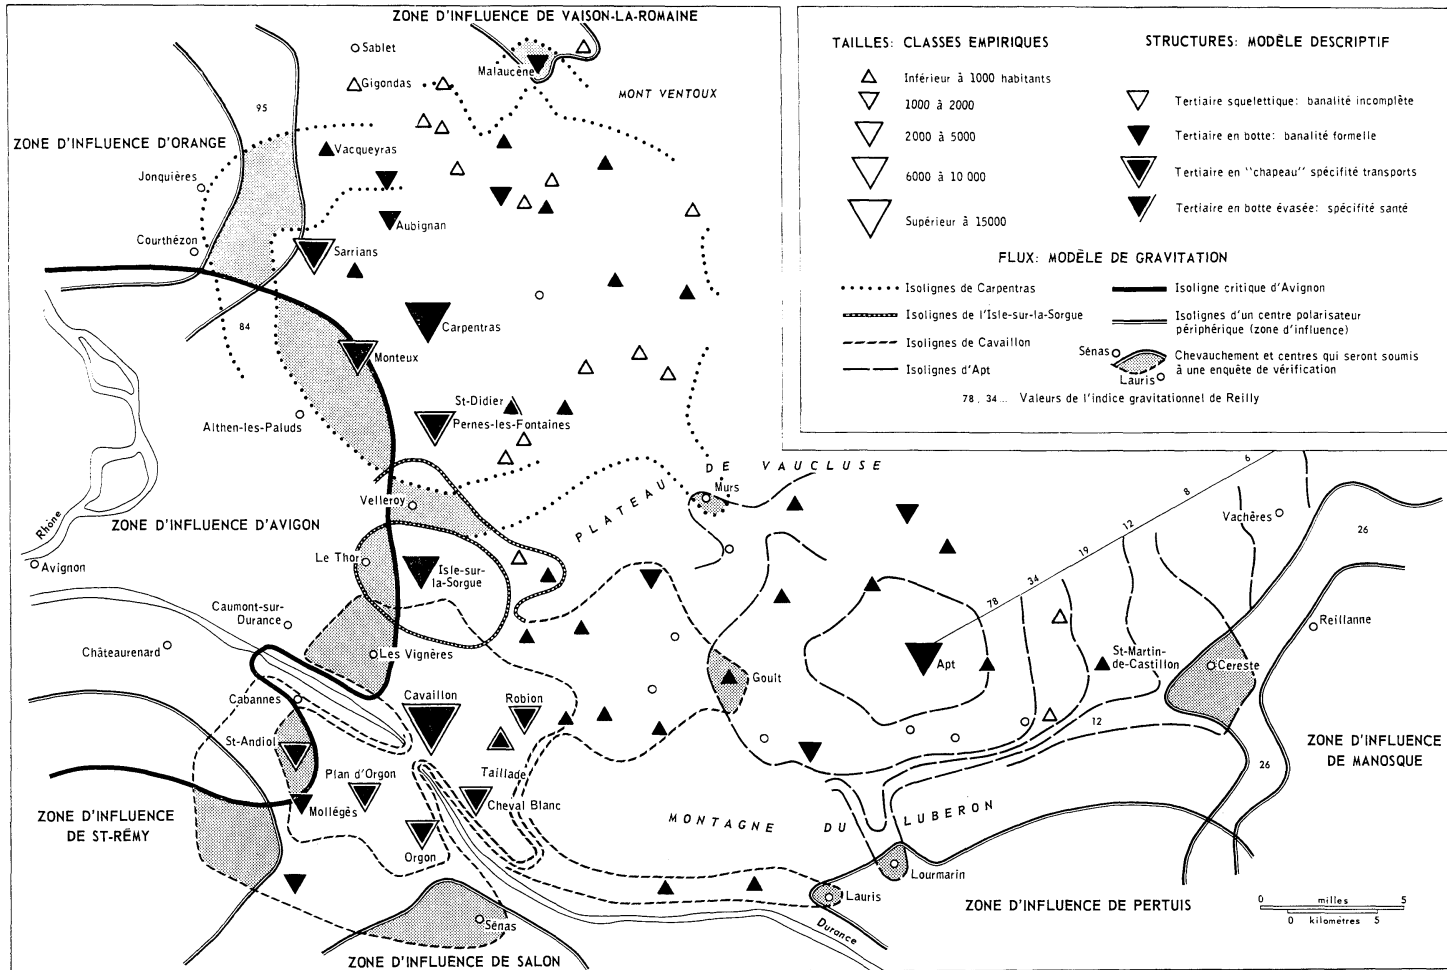 ZONE D'INFLUENCE DE VAISON-LA-ROMAINE
Sablet
Malaucène
Gigondas
MONT VENTOUX
95
ZONE D'INFLUENCE D'ORANGE
Vacqueyras
Jonquières
Aubignan
Courthézon
Sarrians
84
Carpentras
Monteux
St-Didier
Althen-les-Paluds
Pernes-les-Fontaines
TAILLES: CLASSES EMPIRIQUES
Inférieur à 1000 habitants
1000 à 2000
2000 à 5000
6000 à 10 000
Supérieur à 15000
STRUCTURES: MODÈLE DESCRIPTIF
Tertiaire squelettique: banalité incomplète
Tertiaire en botte: banalité formelle
Tertiaire en "chapeau" spécificité transports
Tertiaire en botte évasée: spécificité santé
FLUX: MODÈLE DE GRAVITATION
Isolignes de Carpentras
Isolignes de l'Isle-sur-la-Sorgue
Isolignes de Cavaillon
Isolignes d'Apt
Isoligne critique d'Avignon
Isolignes d'un centre polarisateur
périphérique (zone d'influence)
Sénas
Chevauchement et centres qui seront soumis
à une enquête de vérification
Lauris
78, 34... Valeurs de l'indice gravitationnel de Reilly
PLATEAU DE VAUCLUSE
Murs
Velleroy
Rhône
ZONE D'INFLUENCE D'AVIGON
Le Thor
Isle-sur-
la-Sorgue
Avignon
6
8
12
19
34
78
Vachères
26
Caumont-sur-
Durance
Châteaurenard
Les Vignères
Reillanne
Apt
St-Martin-
de-Castillon
Cereste
Goult
Cabannes
Cavaillon
Robion
St-Andiol
12
26
ZONE D'INFLUENCE
DE MANOSQUE
Plan d'Orgon
Taillade
Mollégès
Cheval Blanc
ZONE D'INFLUENCE
DE ST-RÉMY
Orgon
MONTAGNE DU LUBERON
Lourmarin
Lauris
ZONE D'INFLUENCE DE PERTUIS
Sénas
Durance
ZONE D'INFLUENCE DE SALON
0 milles 5
0 kilomètres 5